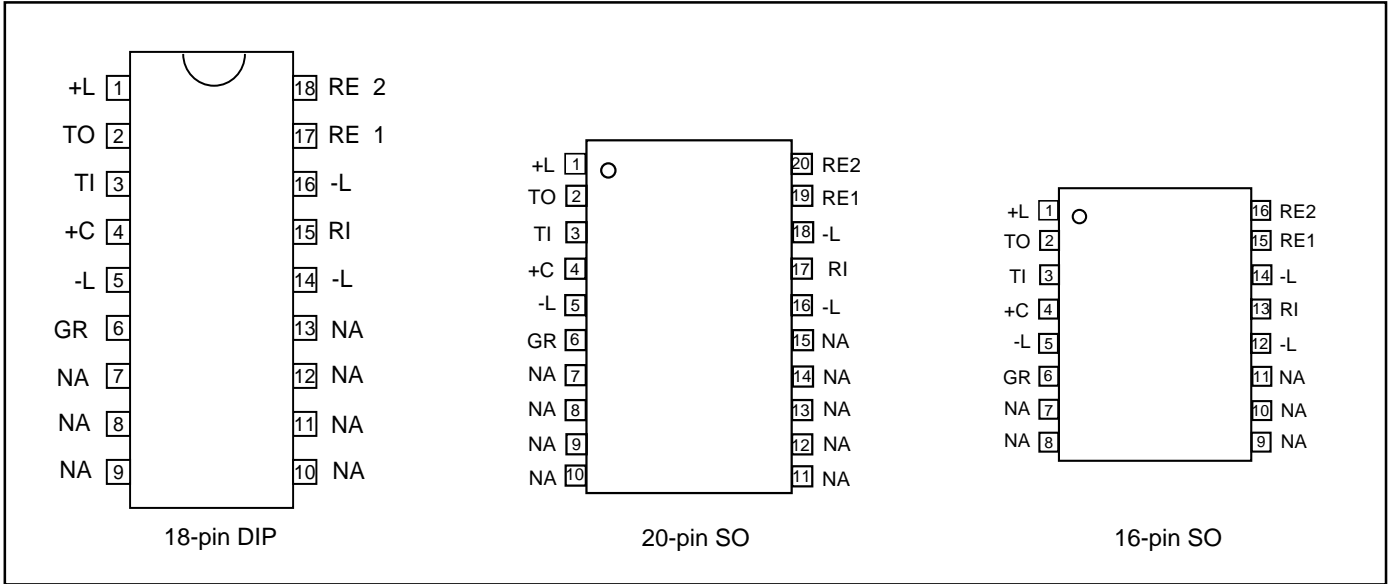 +L 1 18 RE 2
TO 2 17 RE 1
TI 3 16 -L
+C 4 15 RI
-L 5 14 -L
GR 6 13 NA
NA 7 12 NA
NA 8 11 NA
NA 9 10 NA
18-pin DIP
+L 1 20 RE2
TO 2 19 RE1
TI 3 18 -L
+C 4 17 RI
-L 5 16 -L
GR 6 15 NA
NA 7 14 NA
NA 8 13 NA
NA 9 12 NA
NA 10 11 NA
20-pin SO
+L 1 16 RE2
TO 2 15 RE1
TI 3 14 -L
+C 4 13 RI
-L 5 12 -L
GR 6 11 NA
NA 7 10 NA
NA 8 9 NA
16-pin SO